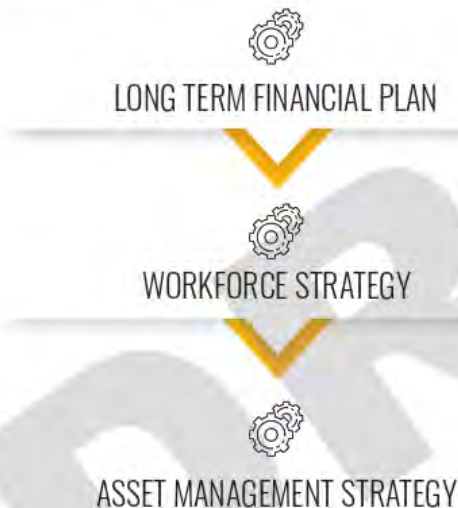 LONG TERM FINANCIAL PLAN
WORKFORCE STRATEGY
ASSET MANAGEMENT STRATEGY